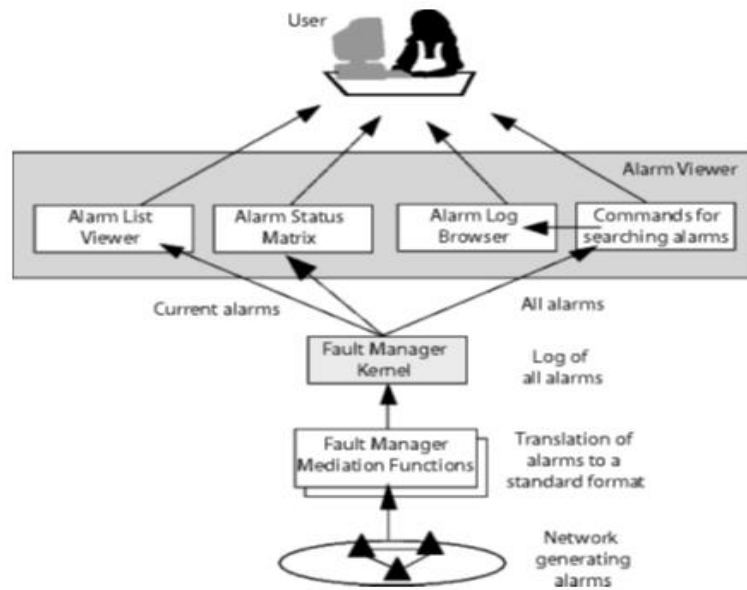 User
Alarm Viewer
Alarm List
Viewer
Alarm Status
Matrix
Alarm Log
Browser
Commands for
searching alarms
Current alarms
All alarms
Fault Manager
Kernel
Log of
all alarms
Fault Manager
Mediation Functions
Translation of
alarms to a
standard format
Network
generating
alarms